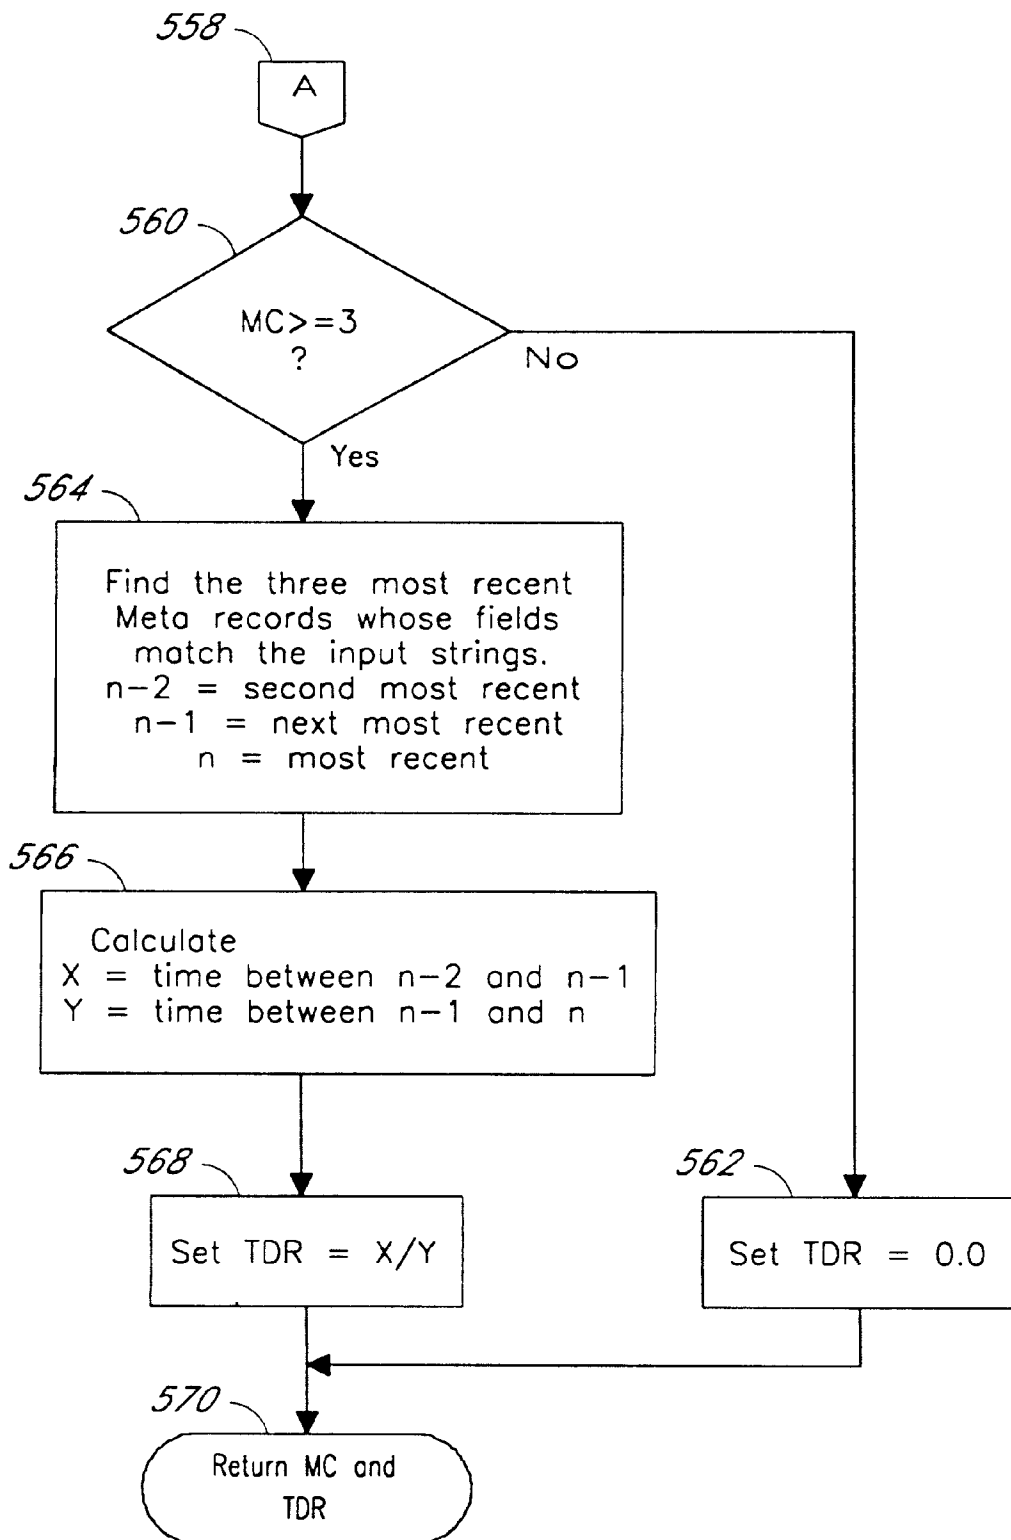 558
A
560
MC>=3
?
No
Yes
564
Find the three most recent
Meta records whose fields
match the input strings.
n-2 = second most recent
n-1 = next most recent
n = most recent
566
Calculate
X = time between n-2 and n-1
Y = time between n-1 and n
568
Set TDR = X/Y
562
Set TDR = 0.0
570
Return MC and
TDR